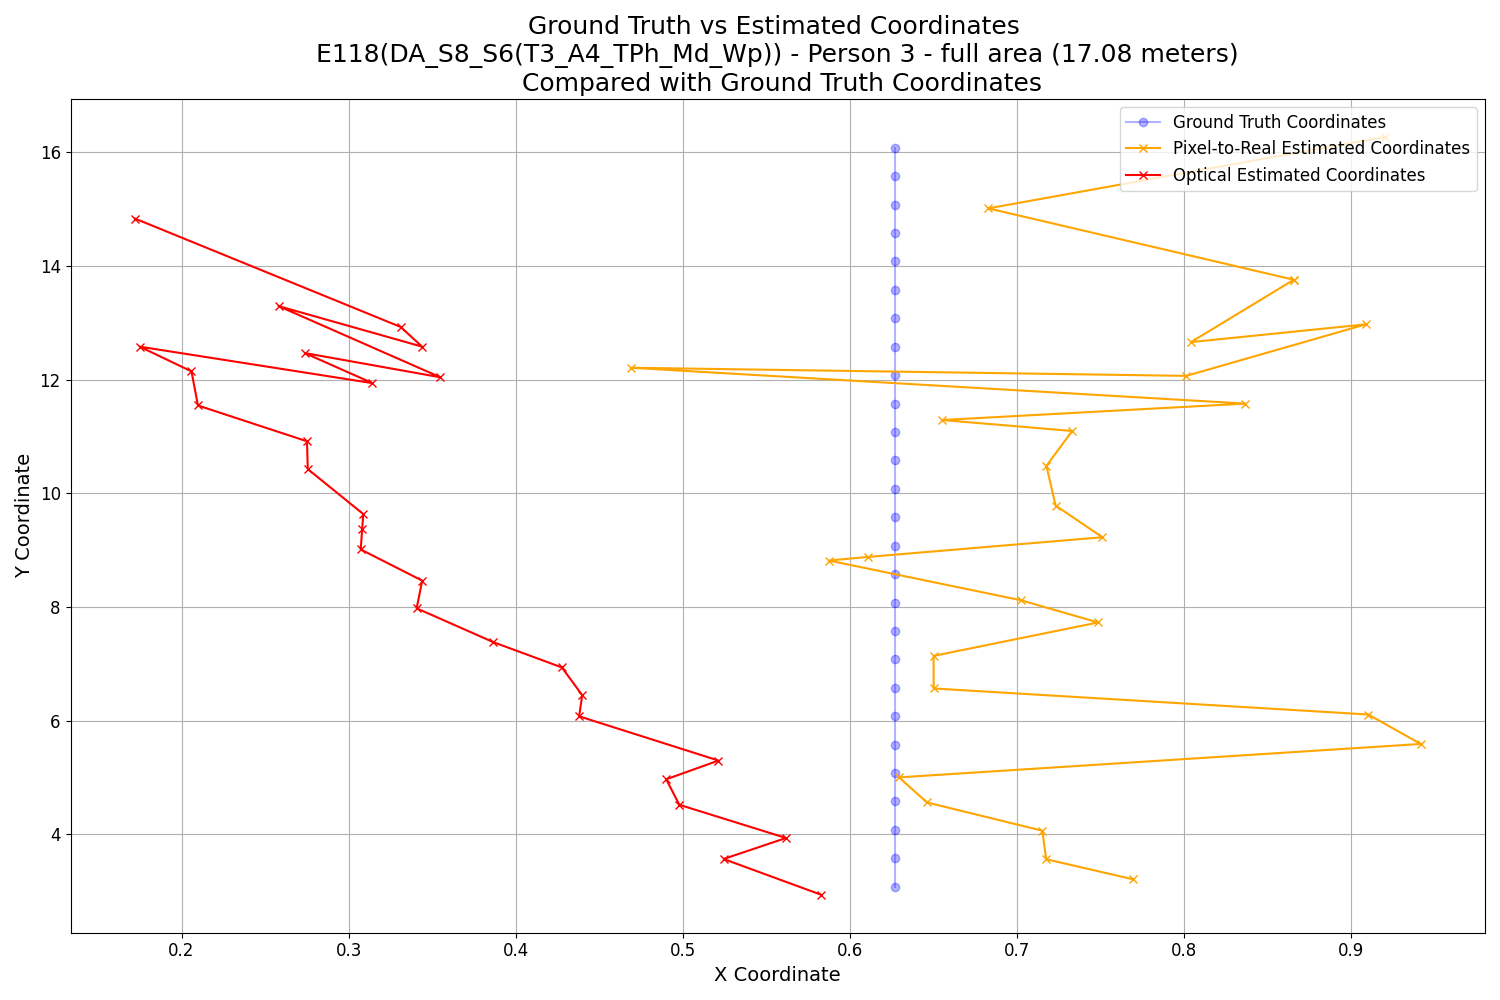 Ground Truth vs Estimated Coordinates
E118(DA_S8_S6(T3_A4_TPh_Md_Wp)) - Person 3 - full area (17.08 meters)
Compared with Ground Truth Coordinates
Ground Truth Coordinates
Pixel-to-Real Estimated Coordinates
Optical Estimated Coordinates
Y Coordinate
16
14
12
10
8
6
4
0.2 0.3 0.4 0.5 0.6 0.7 0.8 0.9
X Coordinate